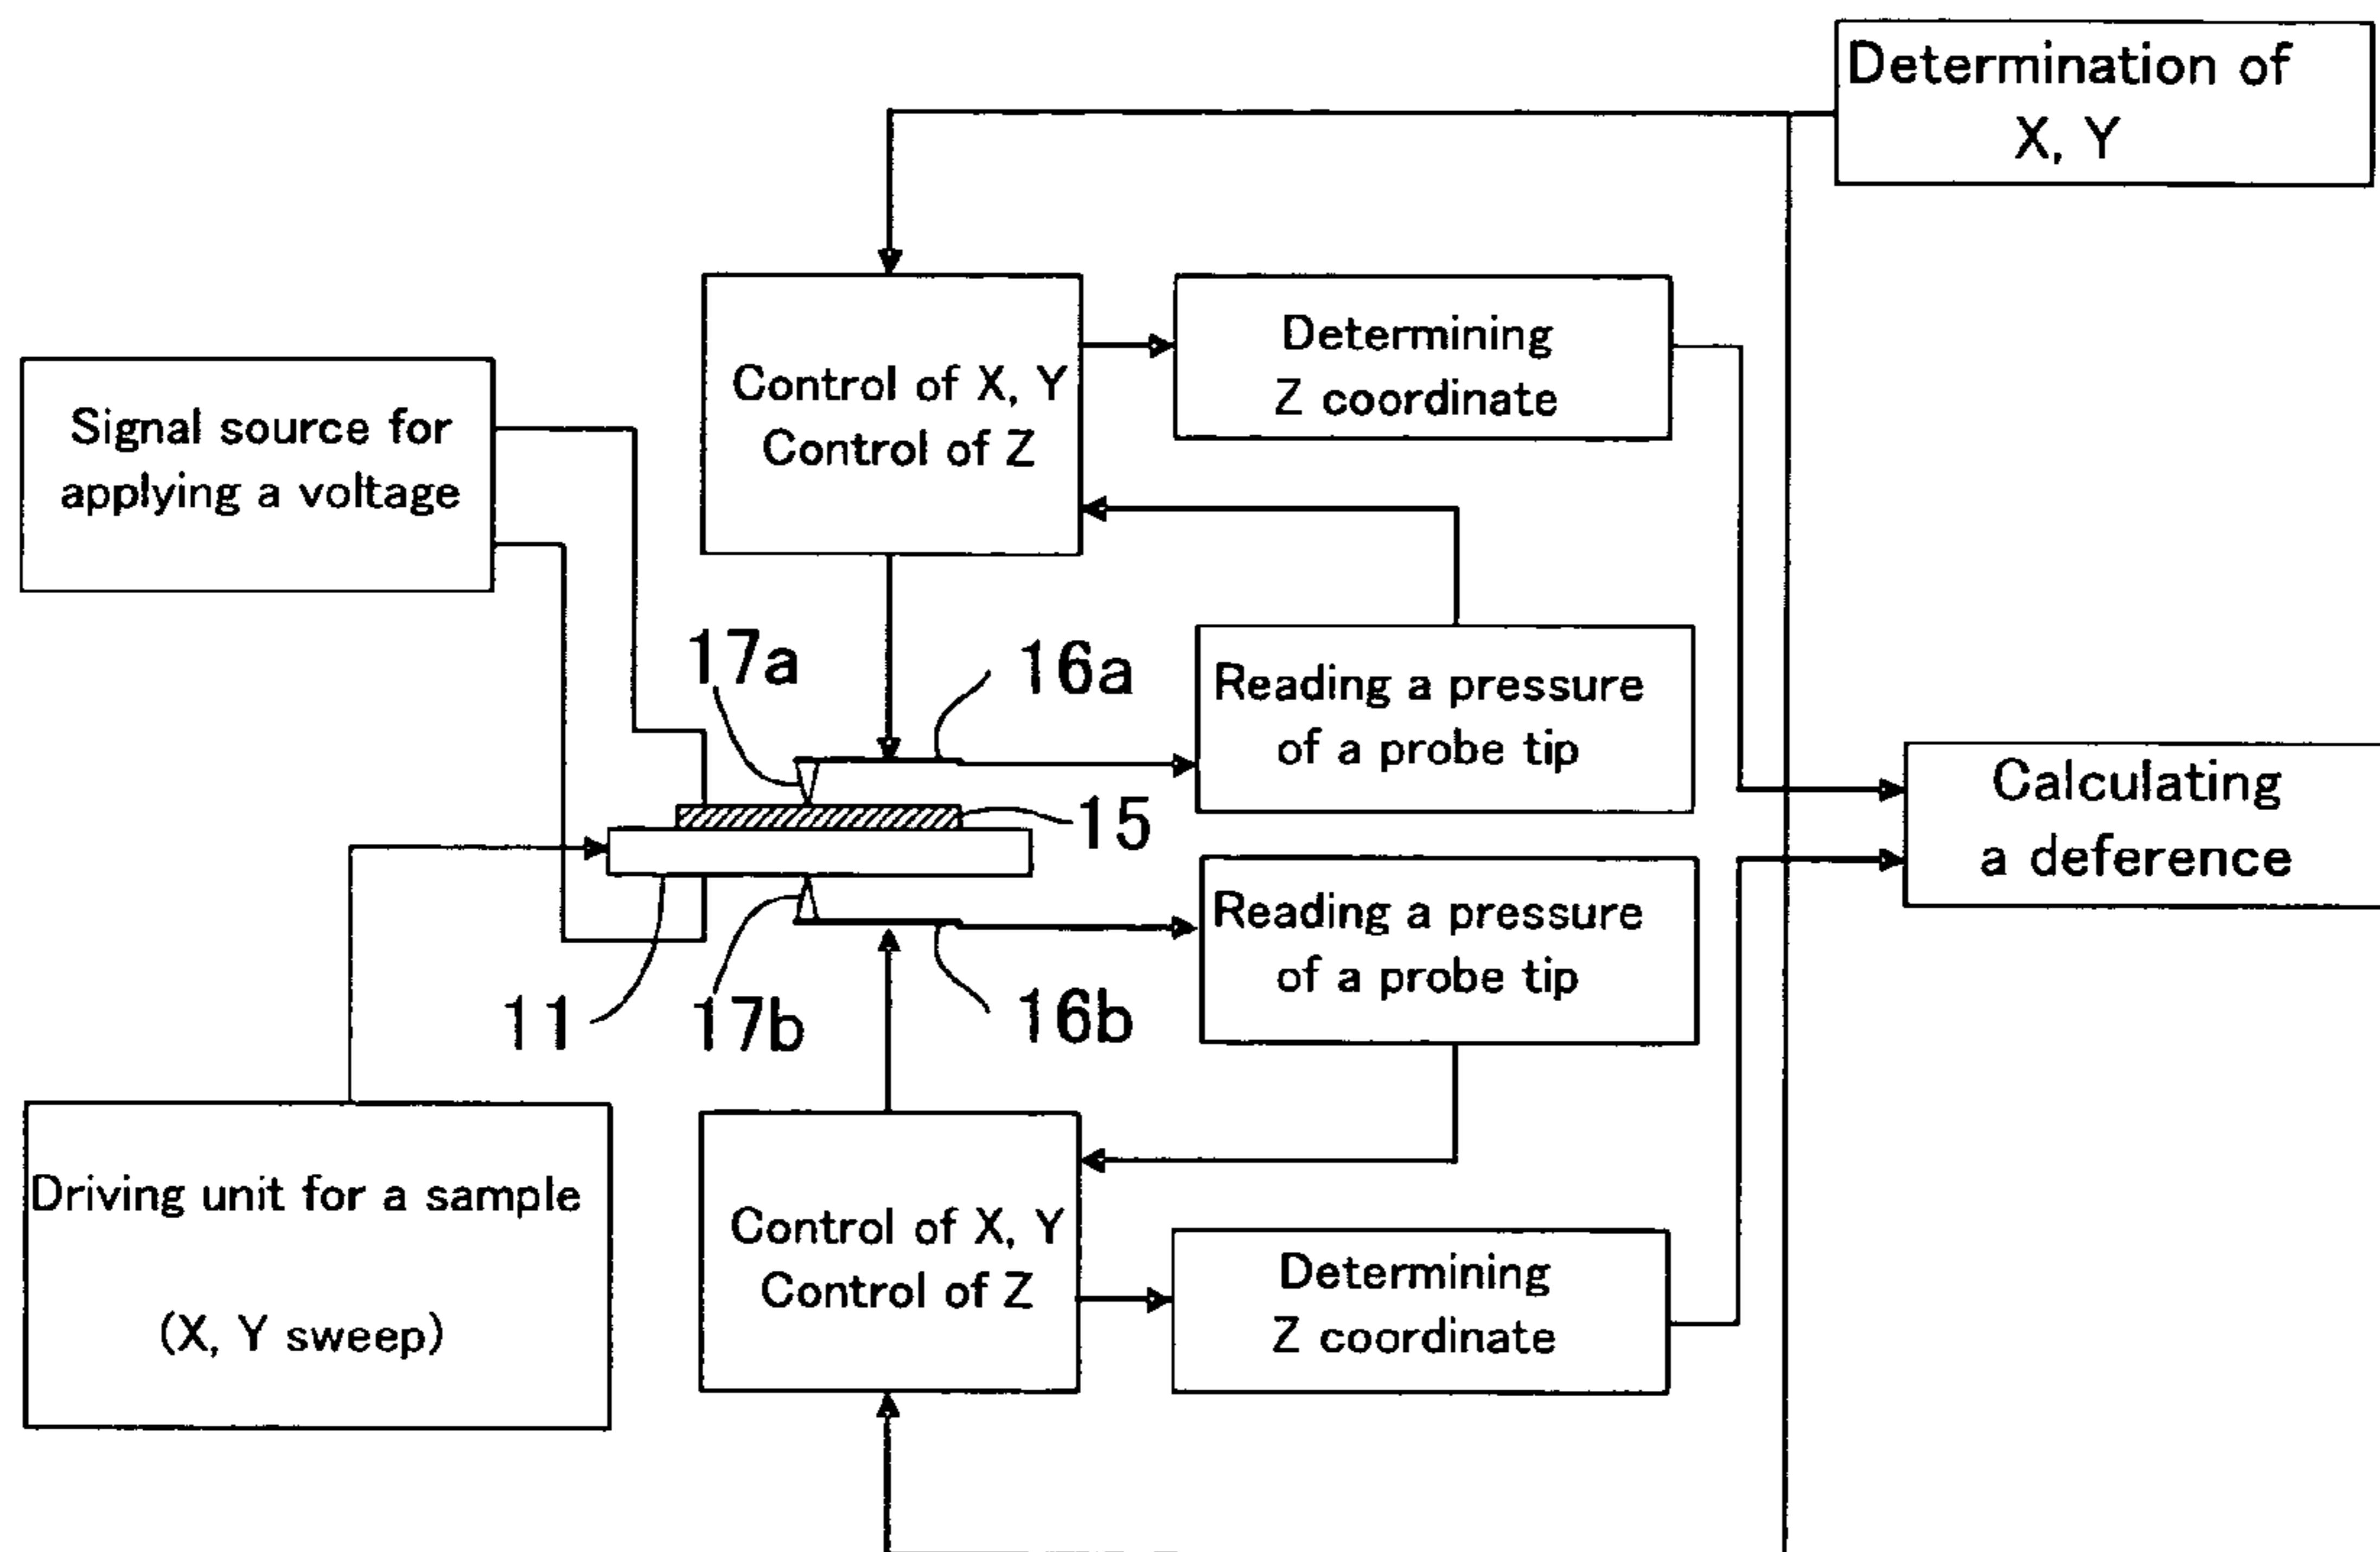 Determination of
X, Y
Control of X, Y
Control of Z
Determining
Z coordinate
Signal source for
applying a voltage
17a
16a
Reading a pressure
of a probe tip
15
Calculating
a deference
Reading a pressure
of a probe tip
11
17b
16b
Driving unit for a sample
(X, Y sweep)
Control of X, Y
Control of Z
Determining
Z coordinate